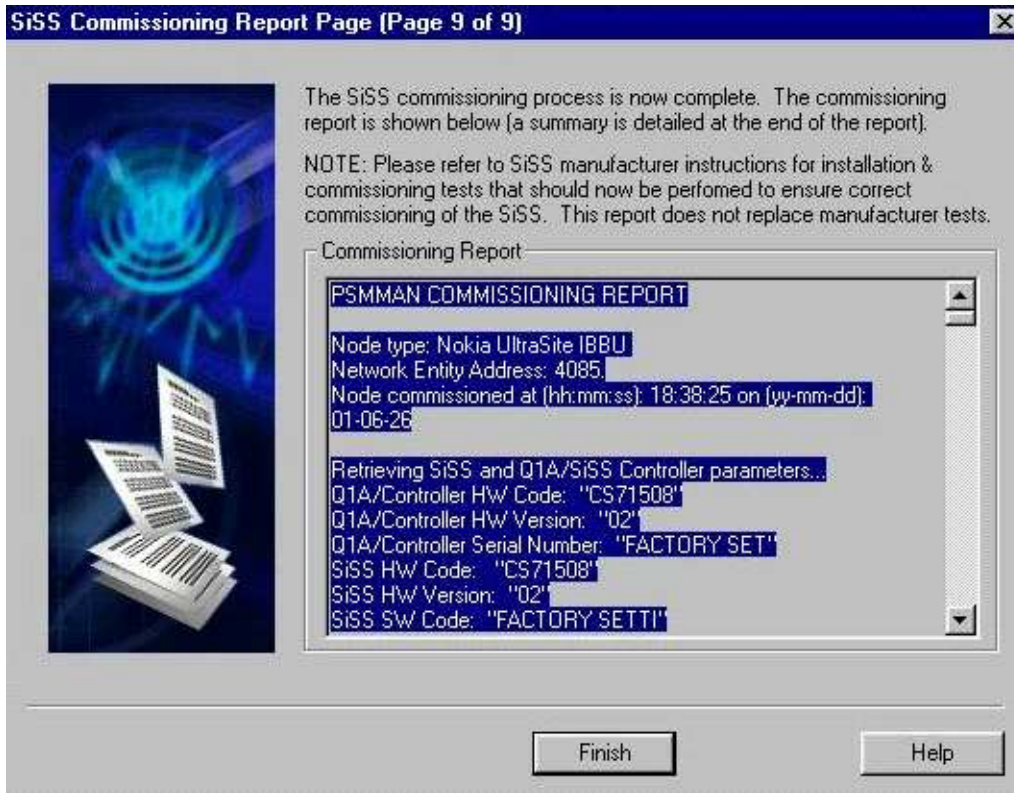 SiSS Commissioning Report Page (Page 9 of 9)
The SiSS commissioning process is now complete. The commissioning
report is shown below (a summary is detailed at the end of the report).
NOTE: Please refer to SiSS manufacturer instructions for installation &
commissioning tests that should now be perfomed to ensure correct
commissioning of the SiSS. This report does not replace manufacturer tests.
Commissioning Report
PSMMAN COMMISSIONING REPORT
Node type: Nokia UltraSite IBBU
Network Entity Address: 4085.
Node commissioned at (hh:mm:ss): 18:38:25 on (yy-mm-dd):
01-06-26
Retrieving SiSS and Q1A/SiSS Controller parameters...
Q1A/Controller HW Code: "CS71508"
Q1A/Controller HW Version: "02"
Q1A/Controller Serial Number: "FACTORY SET"
SiSS HW Code: "CS71508"
SiSS HW Version: "02"
SiSS SW Code: "FACTORY SETTI"
Finish
Help